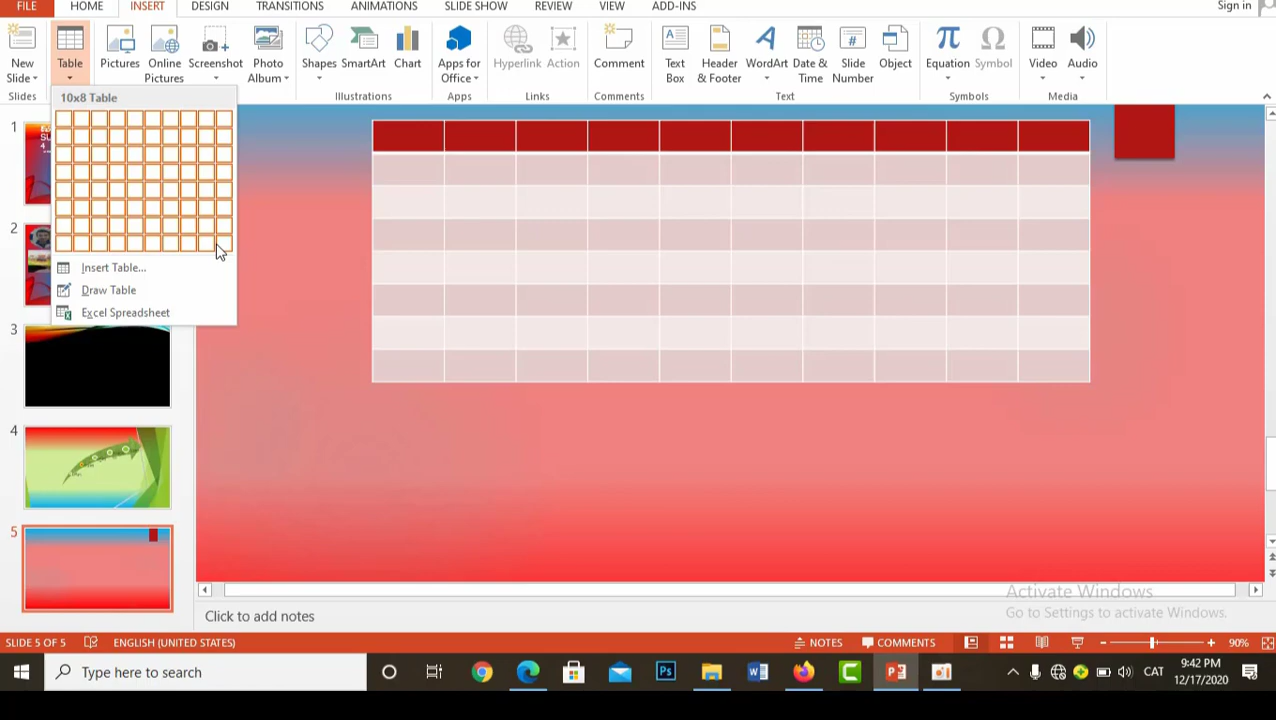 FILE HOME INSERT DESIGN TRANSITIONS ANIMATIONS SLIDE SHOW REVIEW VIEW ADD-INS Sign in
New Slide
Table
Pictures
Online Pictures
Screenshot
Photo Album
Shapes
SmartArt
Chart
Apps for Office
Hyperlink
Action
Comment
Text Box
Header & Footer
WordArt
Date & Time
Slide Number
Object
Equation
Symbol
Video
Audio
Slides Illustrations Apps Links Comments Text Symbols Media
10x8 Table
Insert Table...
Draw Table
Excel Spreadsheet
1
2
3
4
5
Activate Windows
Go to Settings to activate Windows.
Click to add notes
SLIDE 5 OF 5 ENGLISH (UNITED STATES) NOTES COMMENTS 90%
Type here to search
Ps
CAT
9:42 PM
12/17/2020